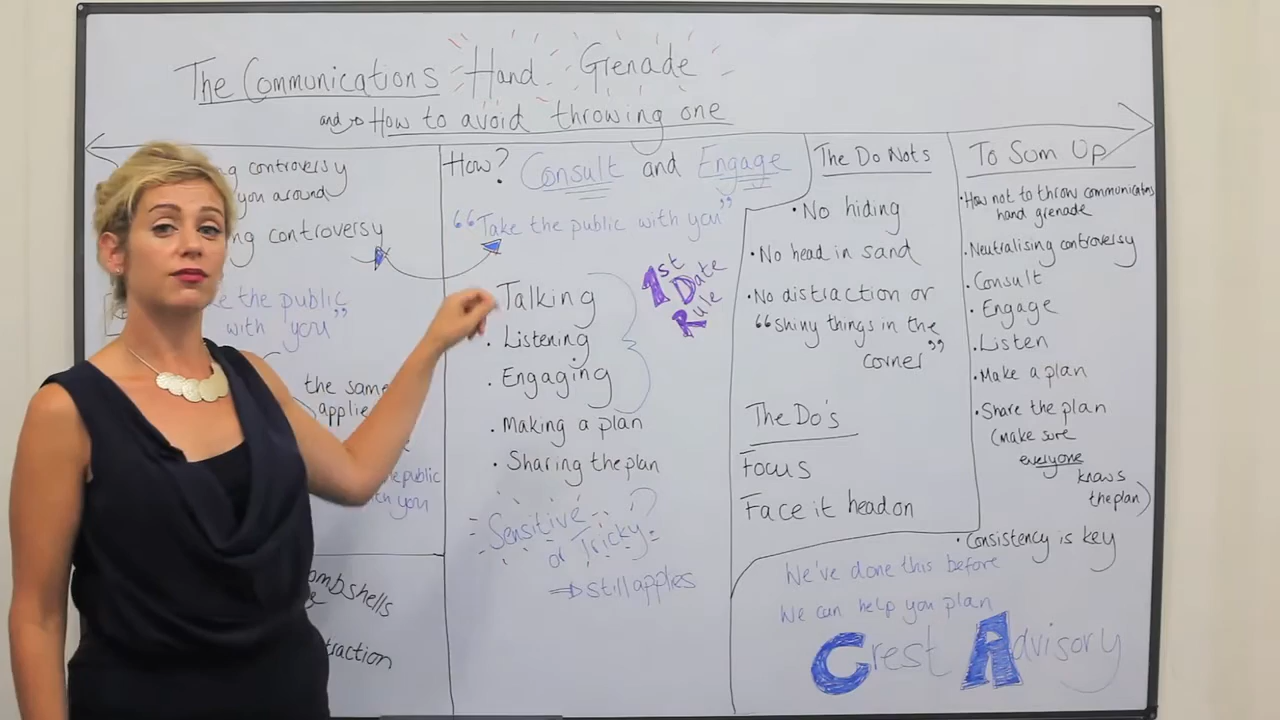 The Communications Hand Grenade
and → How to avoid throwing one
controversy
you around
controversy
the public
with you”
the same
applie
the public
with you
ombshells
traction
How? Consult and Engage
“Take the public with you”
1st Date Rule
Talking
• Listening
• Engaging
• Making a plan
• Sharing the plan
Sensitive
or Tricky?
⇒ still applies
The Do Nots
• No hiding
• No head in sand
• No distraction or
“shiny things in the
corner”
The Do's
Focus
Face it head on
To Sum Up
• How not to throw communications
hand grenade
• Neutralising controversy
• Consult
• Engage
• Listen
• Make a plan
• Share the plan
(make sure
everyone
knows
the plan)
• Consistency is key
We've done this before
We can help you plan
Crest Advisory